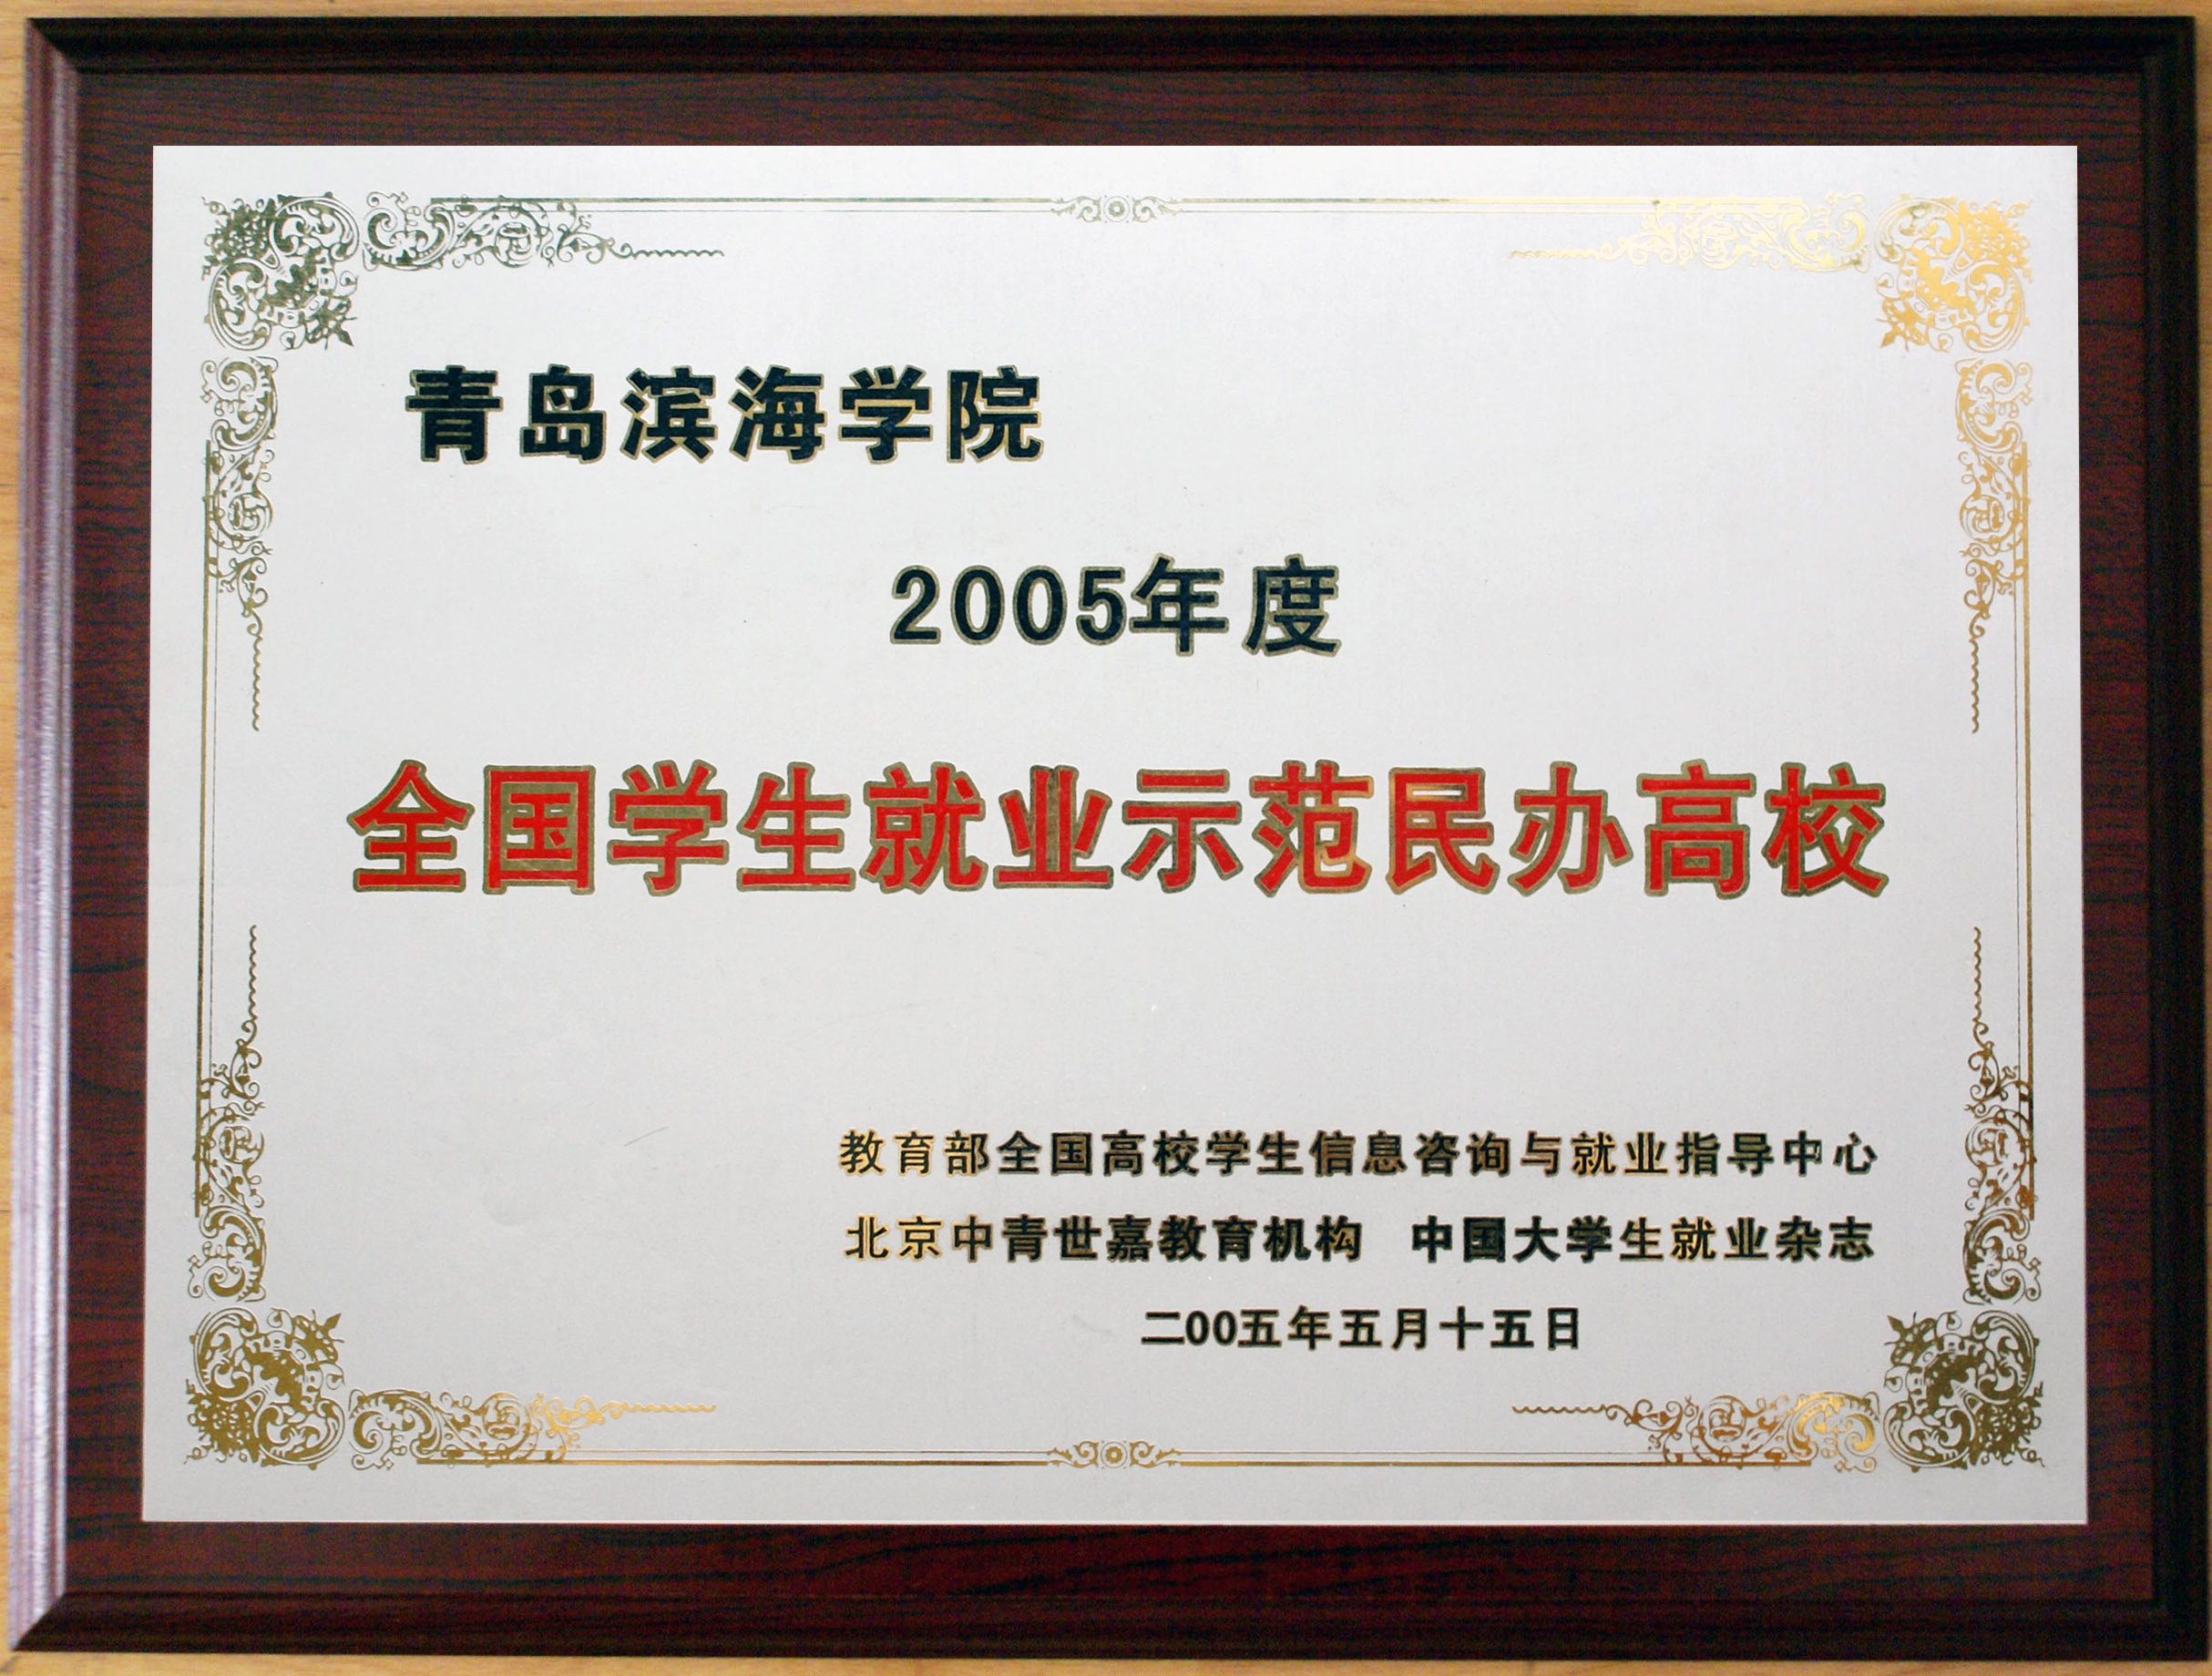 青岛滨海学院
2005年度
全国学生就业示范民办高校
教育部全国高校学生信息咨询与就业指导中心
北京中青世嘉教育机构 中国大学生就业杂志
二00五年五月十五日